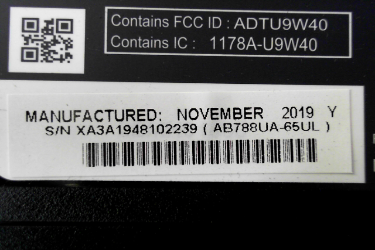 Contains FCC ID : ADTU9W40
Contains IC : 1178A-U9W40
MANUFACTURED: NOVEMBER 2019 Y
S/N XA3A1948102239 ( AB788UA-65UL )